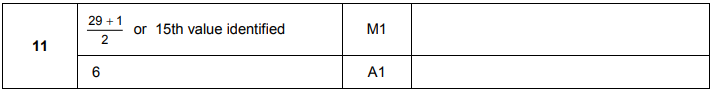 11
29 + 1
2
or 15th value identified
M1
6
A1